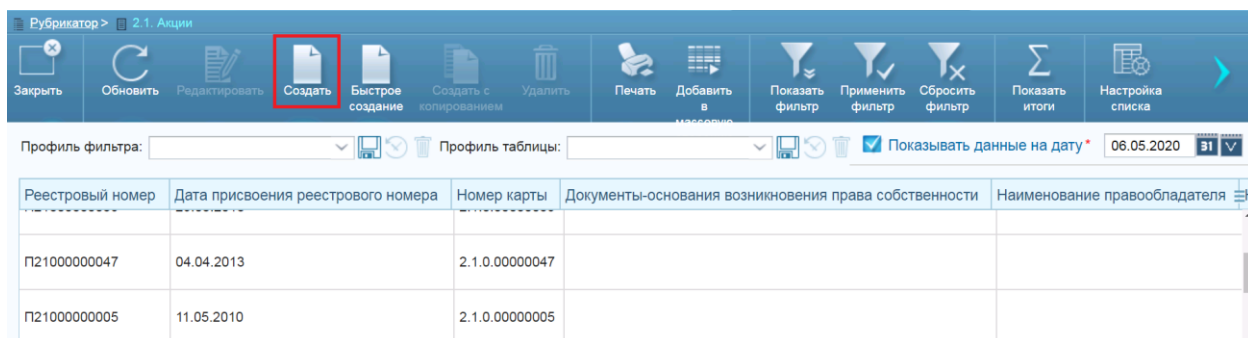 Рубрикатор > 2.1. Акции
Закрыть Обновить Редактировать Создать Быстрое создание Создать с копированием Удалить Печать Добавить в массовую Показать фильтр Применить фильтр Сбросить фильтр Показать итоги Настройка списка
Профиль фильтра: Профиль таблицы: Показывать данные на дату* 06.05.2020 31
Реестровый номер Дата присвоения реестрового номера Номер карты Документы-основания возникновения права собственности Наименование правообладателя
П21000000047 04.04.2013 2.1.0.00000047
П21000000005 11.05.2010 2.1.0.00000005